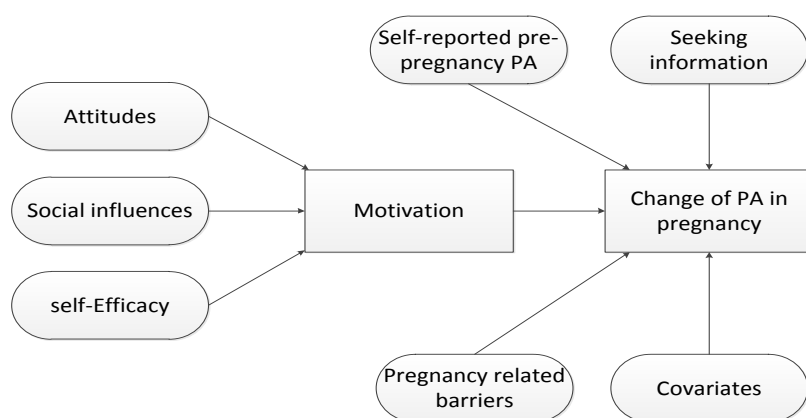 Self-reported pre-
pregnancy PA
Seeking
information
Attitudes
Social influences
Motivation
Change of PA in
pregnancy
self-Efficacy
Pregnancy related
barriers
Covariates